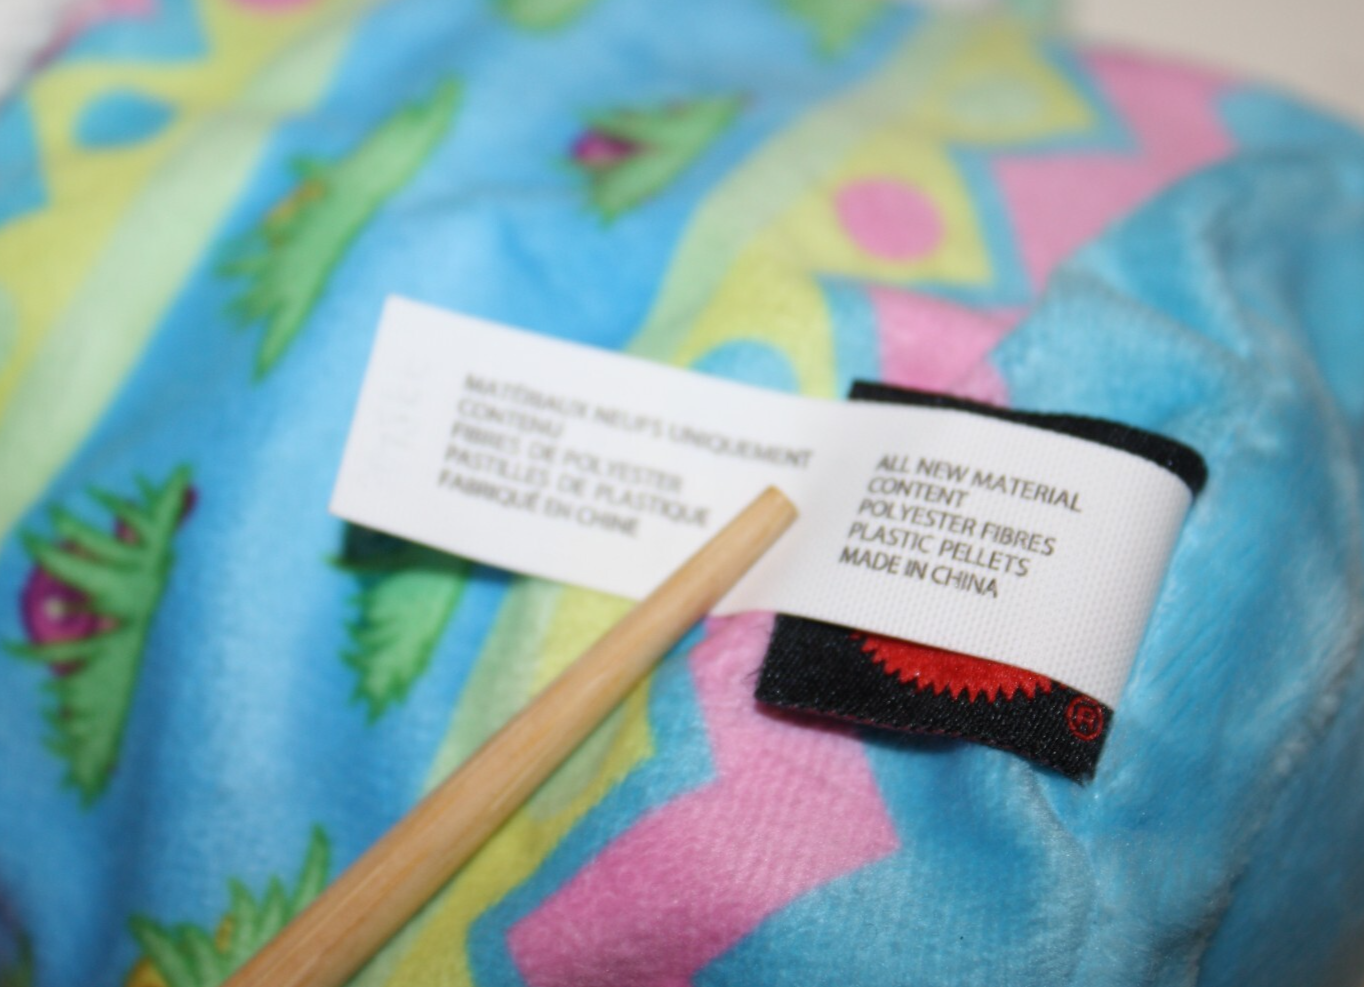 MATÉRIAUX NEUFS UNIQUEMENT
CONTENU
FIBRES DE POLYESTER
PASTILLES DE PLASTIQUE
FABRIQUÉ EN CHINE
ALL NEW MATERIAL
CONTENT
POLYESTER FIBRES
PLASTIC PELLETS
MADE IN CHINA
®